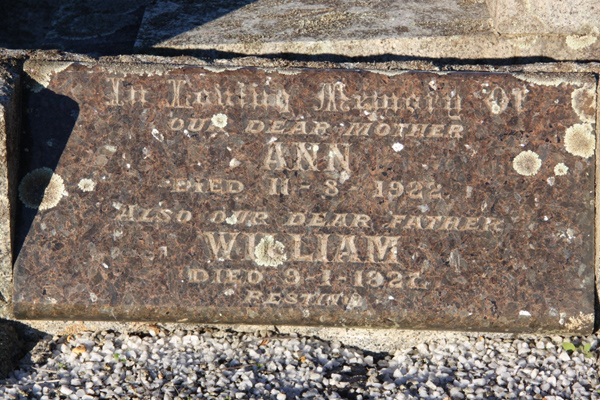 In Loving Memory Of
OUR DEAR MOTHER
ANN
DIED 11-8-1922.
ALSO OUR DEAR FATHER
WILLIAM
DIED 9-1-1927.
RESTING